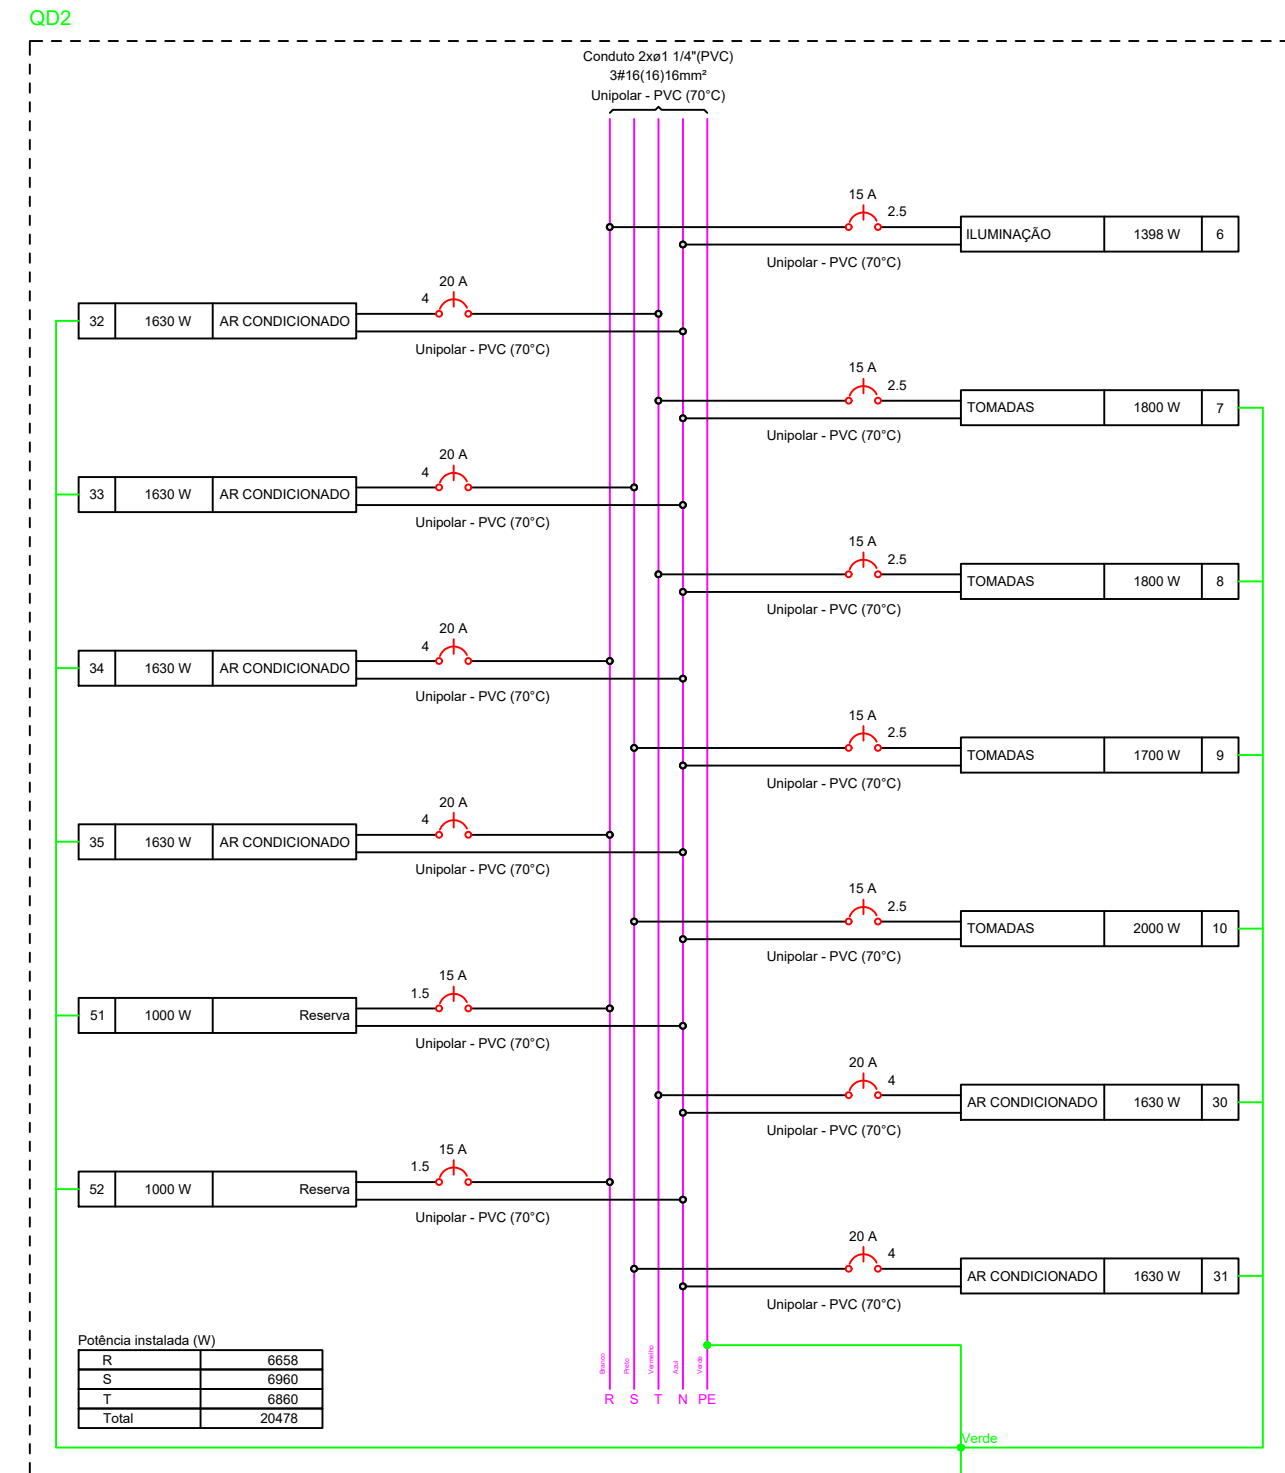 QD2
Conduto 2xø1 1/4"(PVC)
3#16(16)16mm²
Unipolar - PVC (70°C)
15 A
2.5
ILUMINAÇÃO 1398 W 6
Unipolar - PVC (70°C)
20 A
4
32 1630 W AR CONDICIONADO
Unipolar - PVC (70°C)
15 A
2.5
TOMADAS 1800 W 7
Unipolar - PVC (70°C)
20 A
4
33 1630 W AR CONDICIONADO
Unipolar - PVC (70°C)
15 A
2.5
TOMADAS 1800 W 8
Unipolar - PVC (70°C)
20 A
4
34 1630 W AR CONDICIONADO
Unipolar - PVC (70°C)
15 A
2.5
TOMADAS 1700 W 9
Unipolar - PVC (70°C)
20 A
4
35 1630 W AR CONDICIONADO
Unipolar - PVC (70°C)
15 A
2.5
TOMADAS 2000 W 10
Unipolar - PVC (70°C)
15 A
1.5
51 1000 W Reserva
Unipolar - PVC (70°C)
20 A
4
AR CONDICIONADO 1630 W 30
Unipolar - PVC (70°C)
15 A
1.5
52 1000 W Reserva
Unipolar - PVC (70°C)
20 A
4
AR CONDICIONADO 1630 W 31
Unipolar - PVC (70°C)
Potência instalada (W)
R 6658
S 6960
T 6860
Total 20478
Branco Preto Vermelho Azul Verde
R S T N PE
Verde